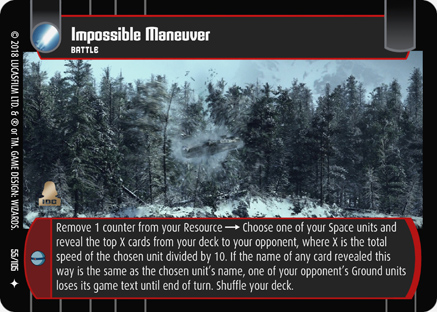 Impossible Maneuver
BATTLE
© 2018 LUCASFILM LTD. & ® or TM. GAME DESIGN: WIZARDS.
100
Remove 1 counter from your Resource → Choose one of your Space units and
reveal the top X cards from your deck to your opponent, where X is the total
speed of the chosen unit divided by 10. If the name of any card revealed this
way is the same as the chosen unit's name, one of your opponent's Ground units
loses its game text until end of turn. Shuffle your deck.
55/105